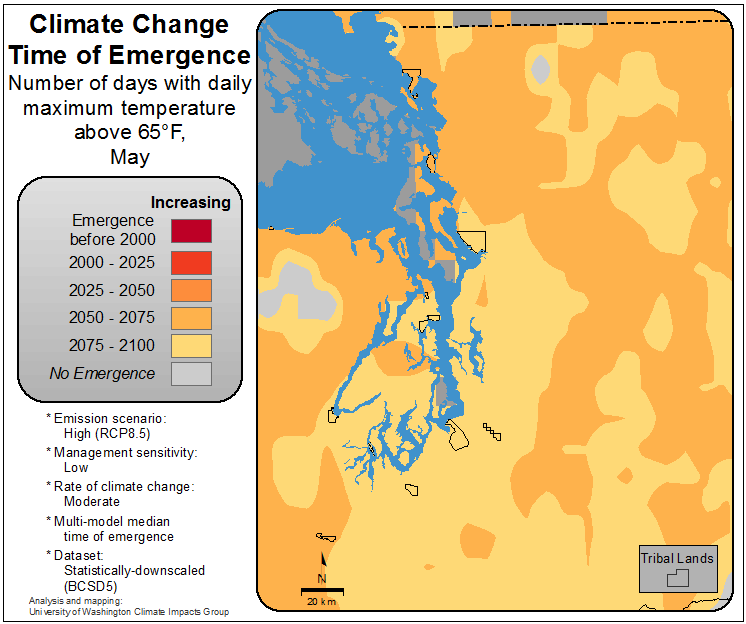 Climate Change
Time of Emergence
Number of days with daily
maximum temperature
above 65°F,
May
Increasing
Emergence
before 2000
2000 - 2025
2025 - 2050
2050 - 2075
2075 - 2100
No Emergence
* Emission scenario:
High (RCP8.5)
* Management sensitivity:
Low
* Rate of climate change:
Moderate
* Multi-model median
time of emergence
* Dataset:
Statistically-downscaled
(BCSD5)
Analysis and mapping:
University of Washington Climate Impacts Group
N
20 km
Tribal Lands